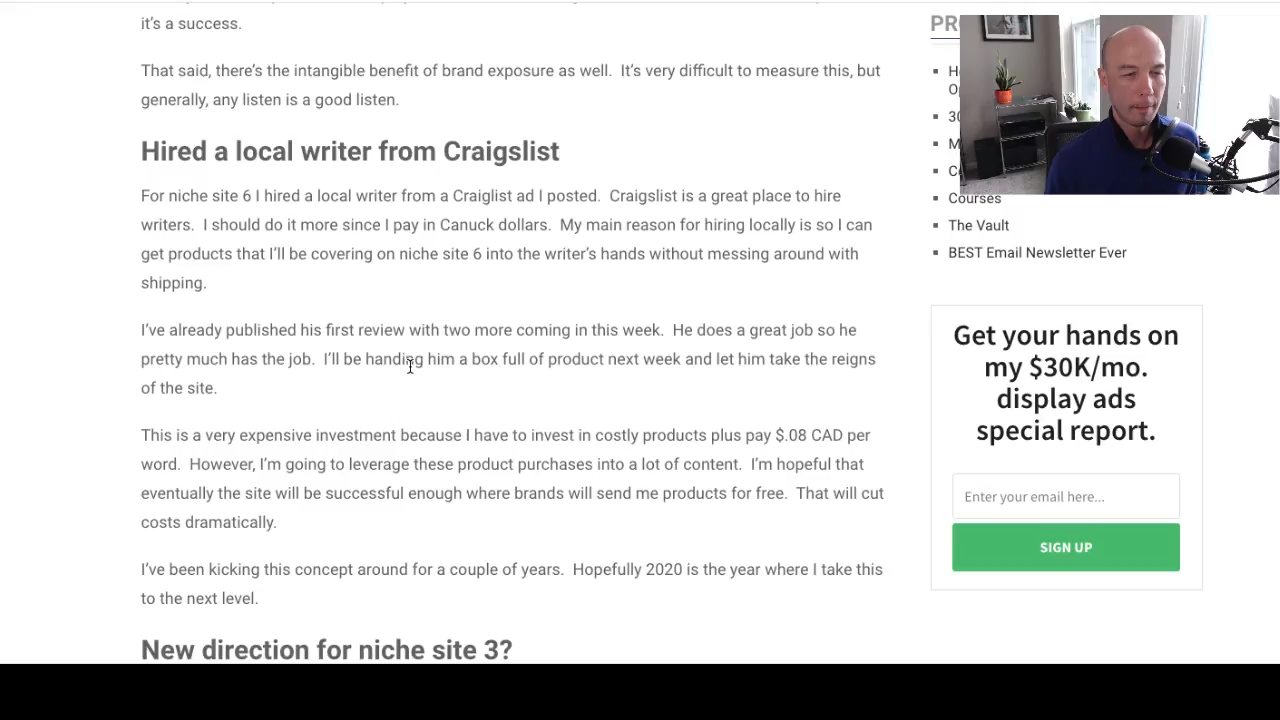 it's a success.
That said, there's the intangible benefit of brand exposure as well.  It's very difficult to measure this, but
generally, any listen is a good listen.
Hired a local writer from Craigslist
For niche site 6 I hired a local writer from a Craiglist ad I posted.  Craigslist is a great place to hire
writers.  I should do it more since I pay in Canuck dollars.  My main reason for hiring locally is so I can
get products that I'll be covering on niche site 6 into the writer's hands without messing around with
shipping.
I've already published his first review with two more coming in this week.  He does a great job so he
pretty much has the job.  I'll be handing him a box full of product next week and let him take the reigns
of the site.
This is a very expensive investment because I have to invest in costly products plus pay $.08 CAD per
word.  However, I'm going to leverage these product purchases into a lot of content.  I'm hopeful that
eventually the site will be successful enough where brands will send me products for free.  That will cut
costs dramatically.
I've been kicking this concept around for a couple of years.  Hopefully 2020 is the year where I take this
to the next level.
New direction for niche site 3?
Courses
The Vault
BEST Email Newsletter Ever
Get your hands on
my $30K/mo.
display ads
special report.
Enter your email here...
SIGN UP